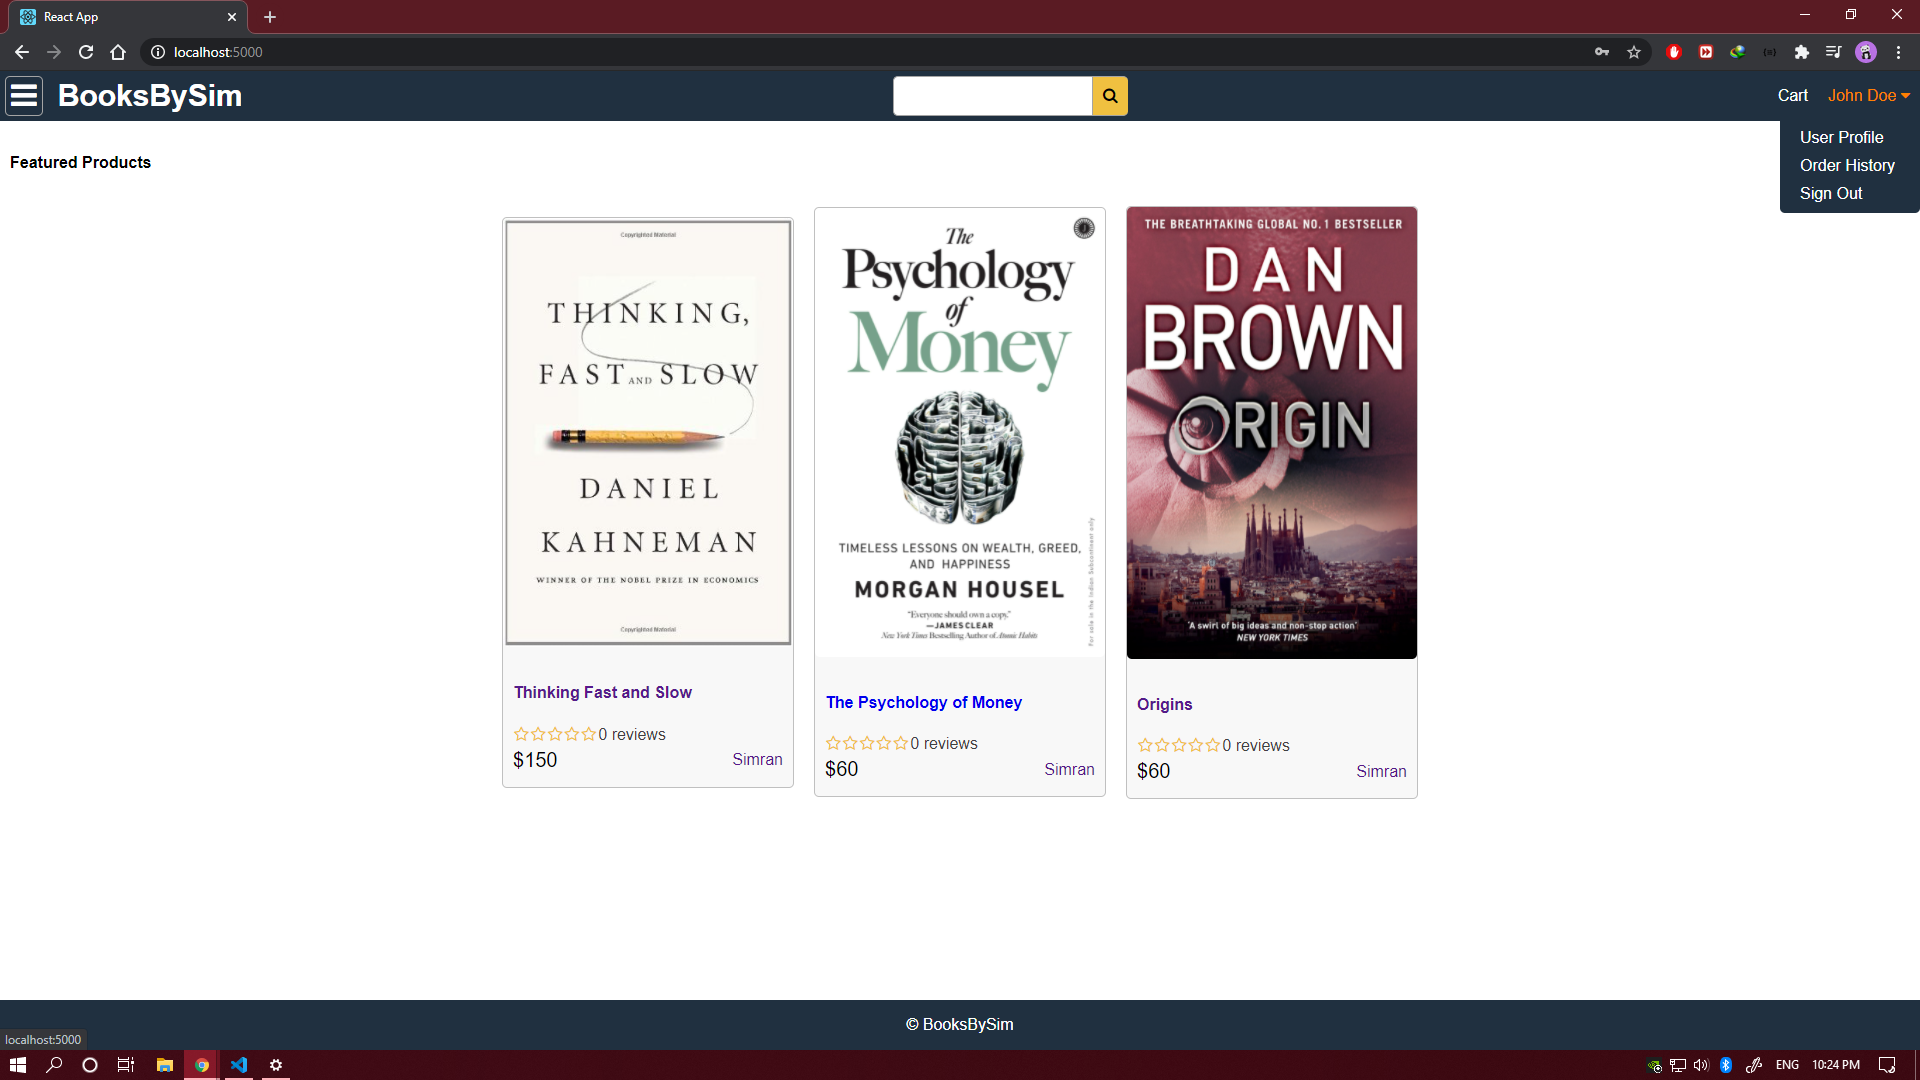 React App
localhost:5000
BooksBySim
Cart
John Doe
User Profile
Order History
Sign Out
Featured Products
Copyrighted Material
THINKING,
FAST AND SLOW
DANIEL
KAHNEMAN
WINNER OF THE NOBEL PRIZE IN ECONOMICS
Copyrighted Material
Thinking Fast and Slow
0 reviews
$150
Simran
The
Psychology
of
Money
TIMELESS LESSONS ON WEALTH, GREED,
AND HAPPINESS
MORGAN HOUSEL
"Everyone should own a copy."
—JAMES CLEAR
New York Times Bestselling Author of Atomic Habits
For sale in the Indian Subcontinent only
The Psychology of Money
0 reviews
$60
Simran
THE BREATHTAKING GLOBAL NO. 1 BESTSELLER
DAN
BROWN
ORIGIN
'A swirl of big ideas and non-stop action'
NEW YORK TIMES
Origins
0 reviews
$60
Simran
© BooksBySim
localhost:5000
ENG
10:24 PM